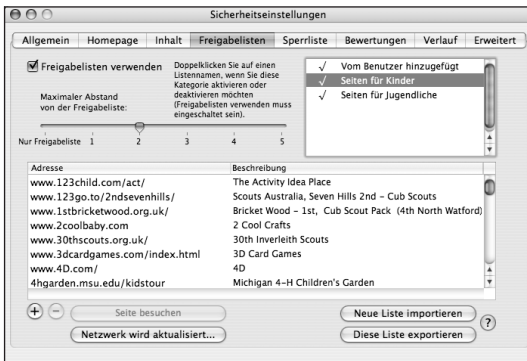 Sicherheitseinstellungen
Allgemein Homepage Inhalt Freigabelisten Sperrliste Bewertungen Verlauf Erweitert
Freigabelisten verwenden
Maximaler Abstand
von der Freigabeliste:
Nur Freigabeliste 1 2 3 4 5
Doppelklicken Sie auf einen
Listennamen, wenn Sie diese
Kategorie aktivieren oder
deaktivieren möchten
(Freigabelisten verwenden muss
eingeschaltet sein).
√ Vom Benutzer hinzugefügt
√ Seiten für Kinder
√ Seiten für Jugendliche
Adresse Beschreibung
www.123child.com/act/ The Activity Idea Place
www.123go.to/2ndsevenhills/ Scouts Australia, Seven Hills 2nd - Cub Scouts
www.1stbricketwood.org.uk/ Bricket Wood - 1st, Cub Scout Pack (4th North Watford)
www.2coolbaby.com 2 Cool Crafts
www.30thscouts.org.uk/ 30th Inverleith Scouts
www.3dcardgames.com/index.html 3D Card Games
www.4D.com/ 4D
4hgarden.msu.edu/kidstour Michigan 4-H Children's Garden
+ − Seite besuchen Neue Liste importieren ?
Netzwerk wird aktualisiert... Diese Liste exportieren